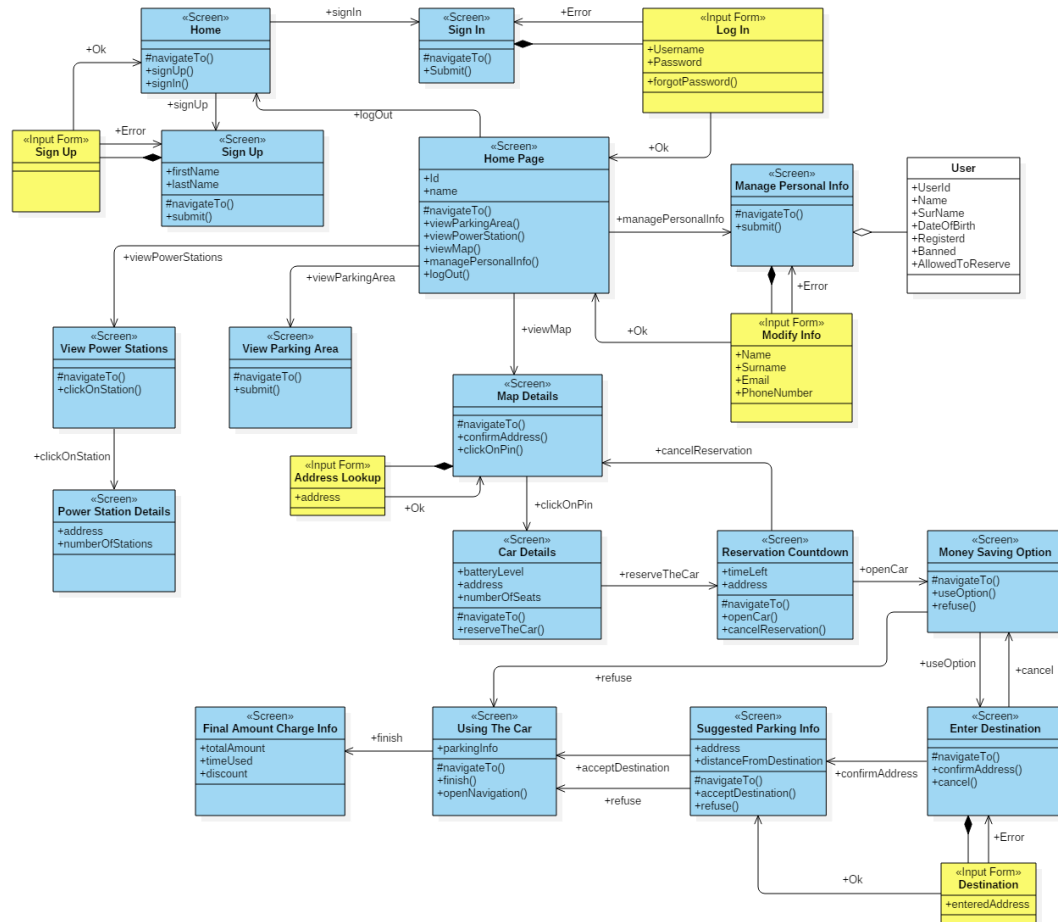 «Screen»
Home
#navigateTo()
+signUp()
+signIn()
+signIn
«Screen»
Sign In
#navigateTo()
+Submit()
+Error
«Input Form»
Log In
+Username
+Password
+forgotPassword()
+Ok
+signUp
+logOut
+Ok
«Input Form»
Sign Up
+Error
«Screen»
Sign Up
+firstName
+lastName
#navigateTo()
+submit()
«Screen»
Home Page
+Id
+name
#navigateTo()
+viewParkingArea()
+viewPowerStation()
+viewMap()
+managePersonalInfo()
+logOut()
+managePersonalInfo
«Screen»
Manage Personal Info
#navigateTo()
+submit()
User
+UserId
+Name
+SurName
+DateOfBirth
+Registerd
+Banned
+AllowedToReserve
+viewPowerStations
+viewParkingArea
+viewMap
+Ok
+Error
«Input Form»
Modify Info
+Name
+Surname
+Email
+PhoneNumber
«Screen»
View Power Stations
#navigateTo()
+clickOnStation()
«Screen»
View Parking Area
#navigateTo()
+submit()
«Screen»
Map Details
#navigateTo()
+confirmAddress()
+clickOnPin()
+clickOnStation
«Input Form»
Address Lookup
+address
+Ok
+cancelReservation
+clickOnPin
«Screen»
Power Station Details
+address
+numberOfStations
«Screen»
Car Details
+batteryLevel
+address
+numberOfSeats
#navigateTo()
+reserveTheCar()
+reserveTheCar
«Screen»
Reservation Countdown
+timeLeft
+address
#navigateTo()
+openCar()
+cancelReservation()
+openCar
«Screen»
Money Saving Option
#navigateTo()
+useOption()
+refuse()
+refuse
+useOption
+cancel
«Screen»
Final Amount Charge Info
+totalAmount
+timeUsed
+discount
+finish
«Screen»
Using The Car
+parkingInfo
#navigateTo()
+finish()
+openNavigation()
+acceptDestination
+refuse
«Screen»
Suggested Parking Info
+address
+distanceFromDestination
#navigateTo()
+acceptDestination()
+refuse()
+confirmAddress
«Screen»
Enter Destination
#navigateTo()
+confirmAddress()
+cancel()
+Error
+Ok
«Input Form»
Destination
+enteredAddress